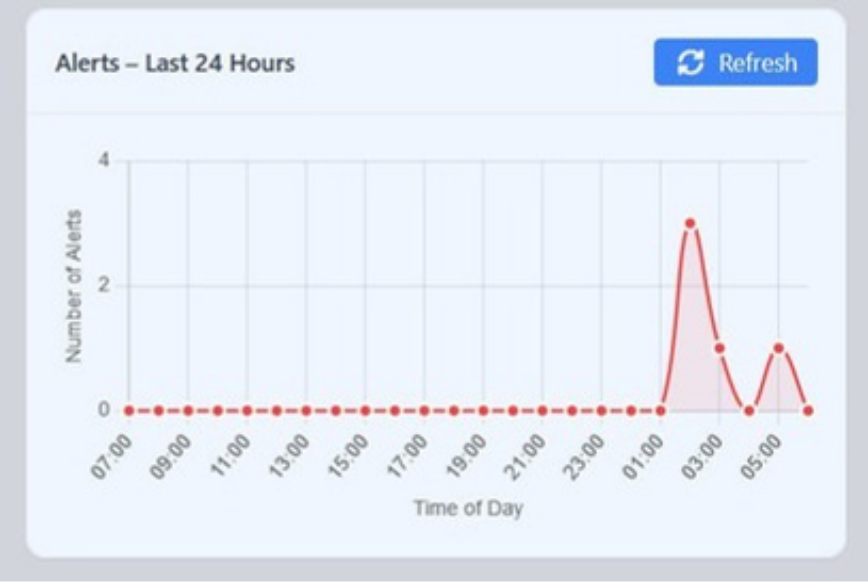 Alerts – Last 24 Hours
Refresh
4
2
0
Number of Alerts
07:00 09:00 11:00 13:00 15:00 17:00 19:00 21:00 23:00 01:00 03:00 05:00
Time of Day